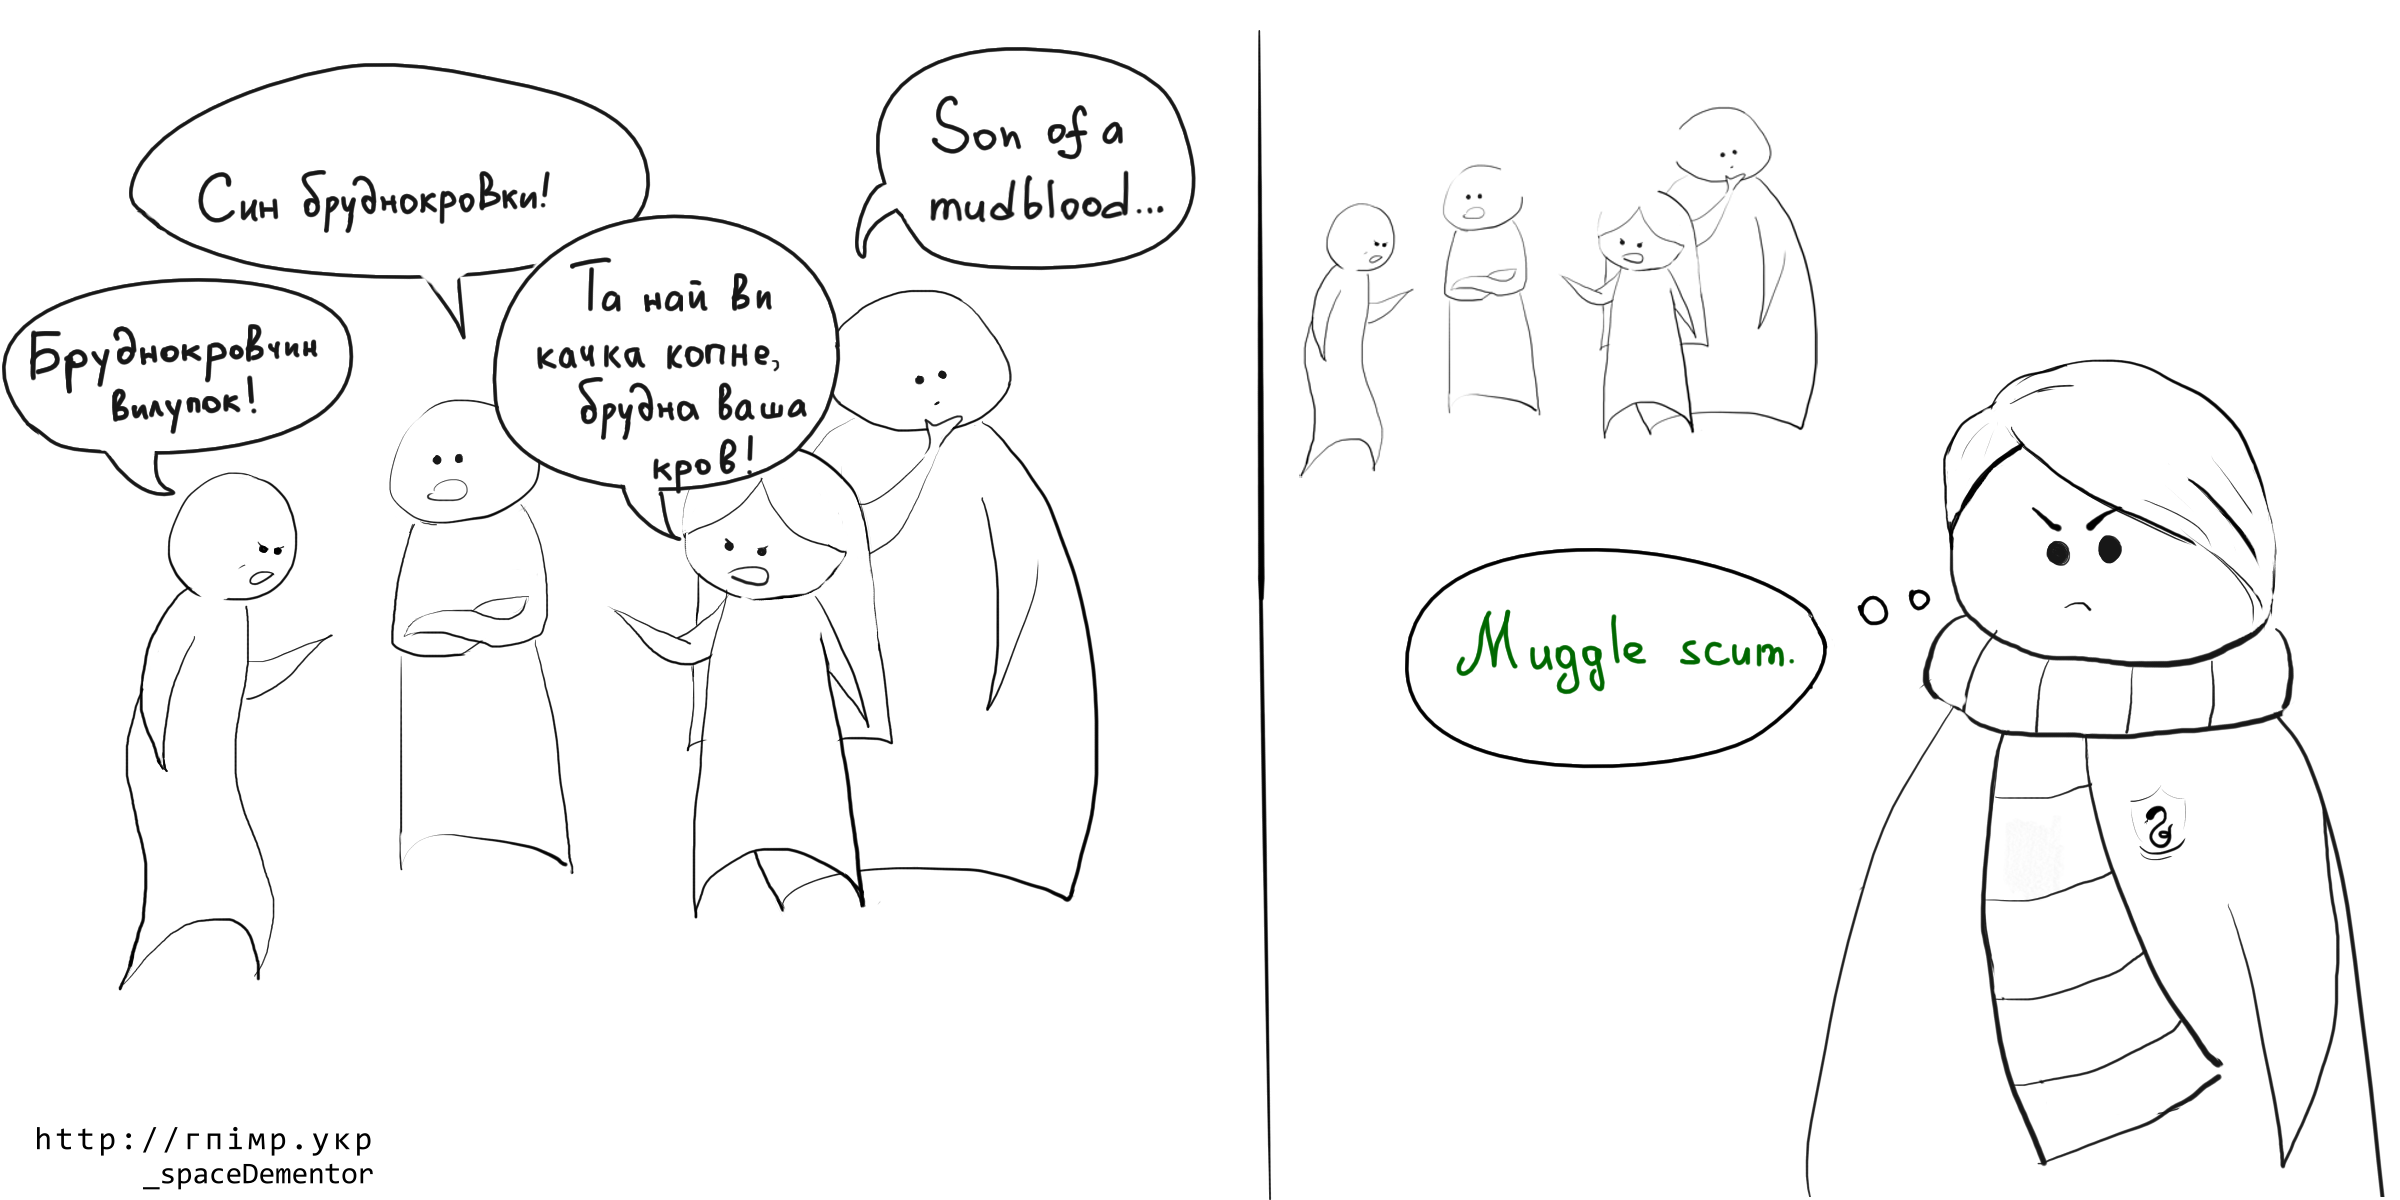 Син бруднокровки!
Son of a
mudblood...
Бруднокровчин
вилупок!
Та най ви
качка копне,
брудна ваша
кров!
Muggle scum.
http://гпімр.укр
_spaceDementor